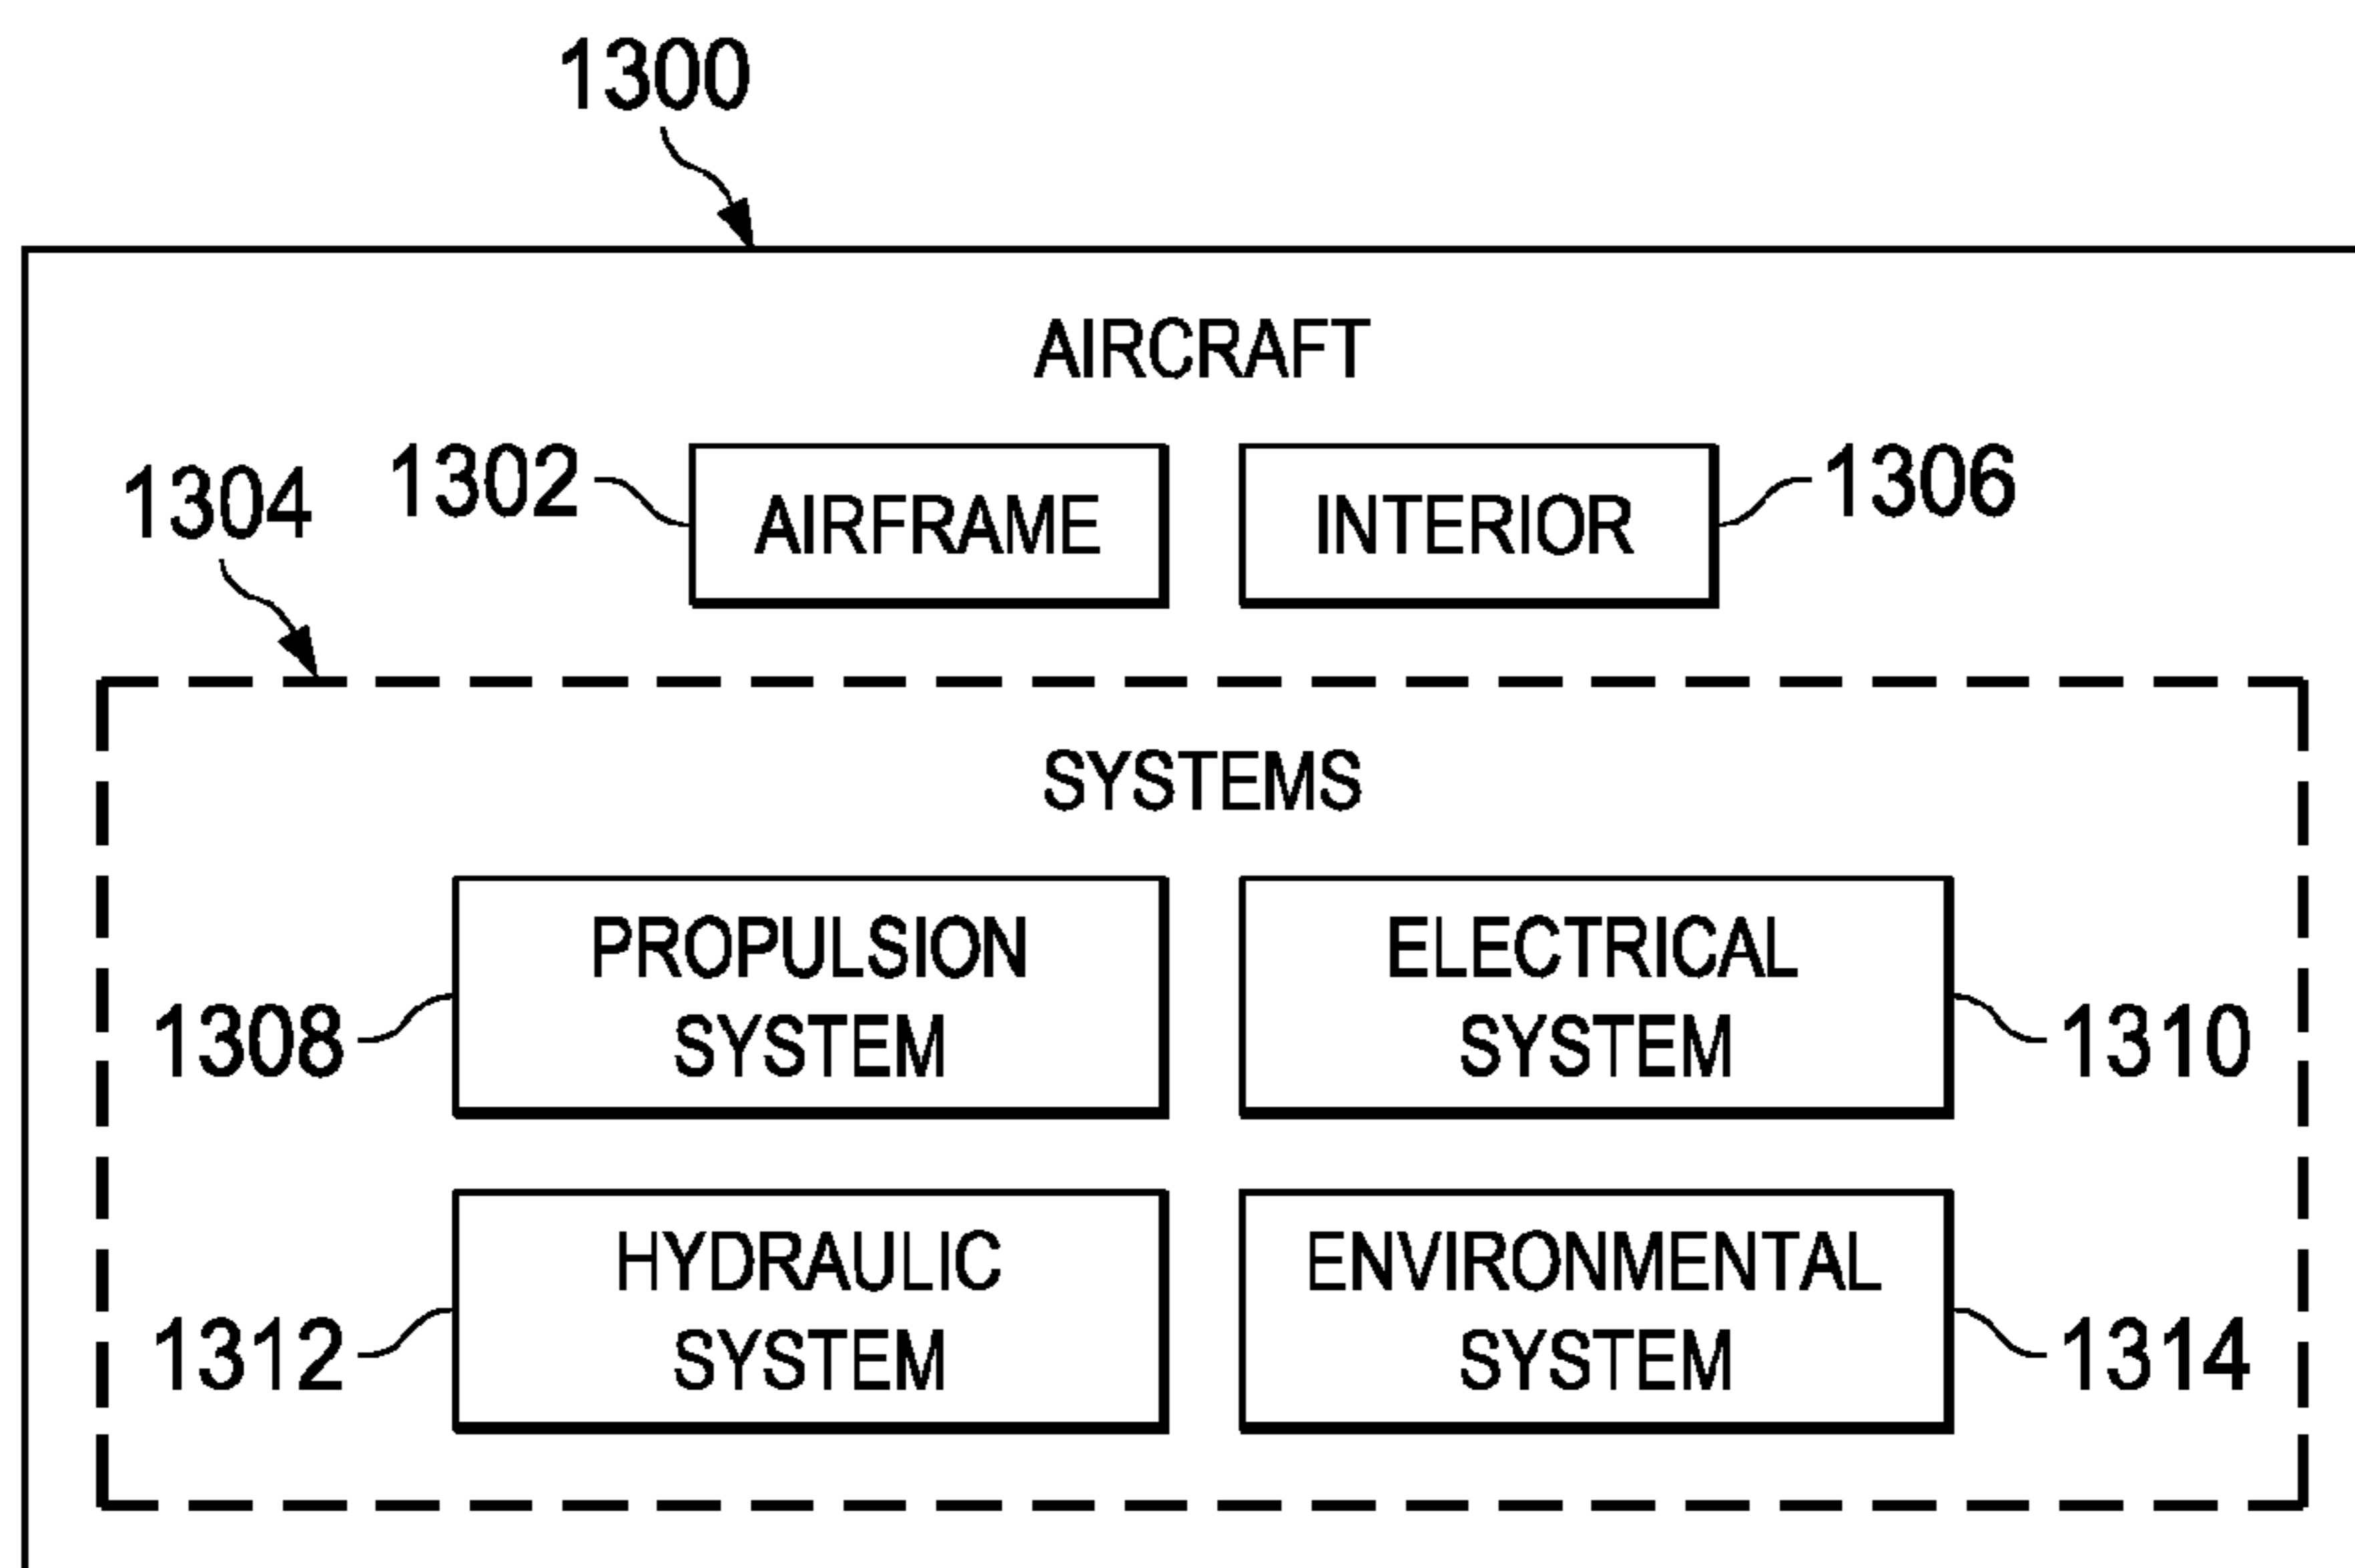 1300
AIRCRAFT
1304
1302
AIRFRAME
INTERIOR
1306
SYSTEMS
1308
PROPULSION
SYSTEM
ELECTRICAL
SYSTEM
1310
1312
HYDRAULIC
SYSTEM
ENVIRONMENTAL
SYSTEM
1314